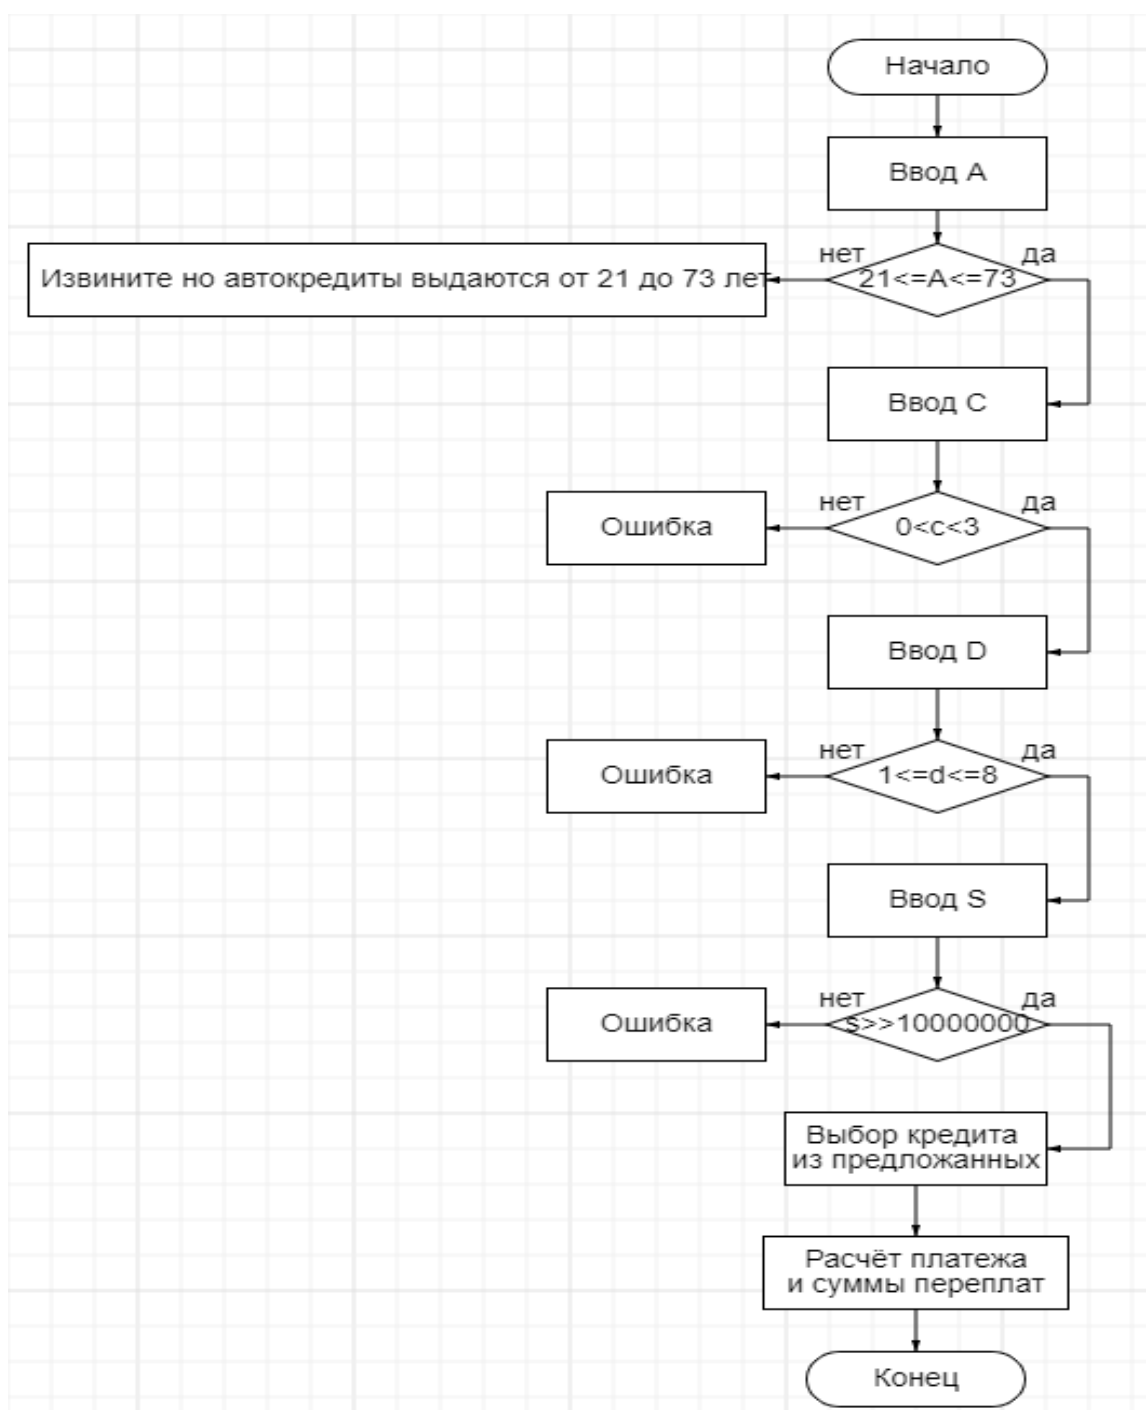 Начало
Ввод А
нет
да
21<=A<=73
Извините но автокредиты выдаются от 21 до 73 лет
Ввод С
нет
да
0<c<3
Ошибка
Ввод D
нет
да
1<=d<=8
Ошибка
Ввод S
нет
да
s>>10000000
Ошибка
Выбор кредита
из предложанных
Расчёт платежа
и суммы переплат
Конец